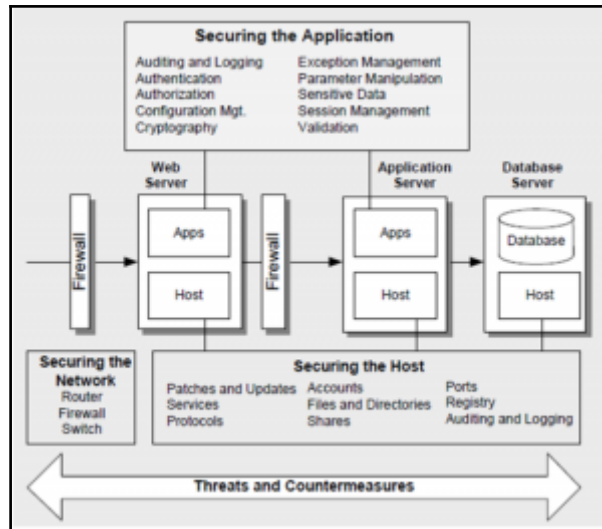 Securing the Application
Auditing and Logging
Authentication
Authorization
Configuration Mgt.
Cryptography
Exception Management
Parameter Manipulation
Sensitive Data
Session Management
Validation
Web
Server
Application
Server
Database
Server
Firewall
Apps
Host
Firewall
Apps
Host
Database
Host
Securing the
Network
Router
Firewall
Switch
Securing the Host
Patches and Updates
Services
Protocols
Accounts
Files and Directories
Shares
Ports
Registry
Auditing and Logging
Threats and Countermeasures